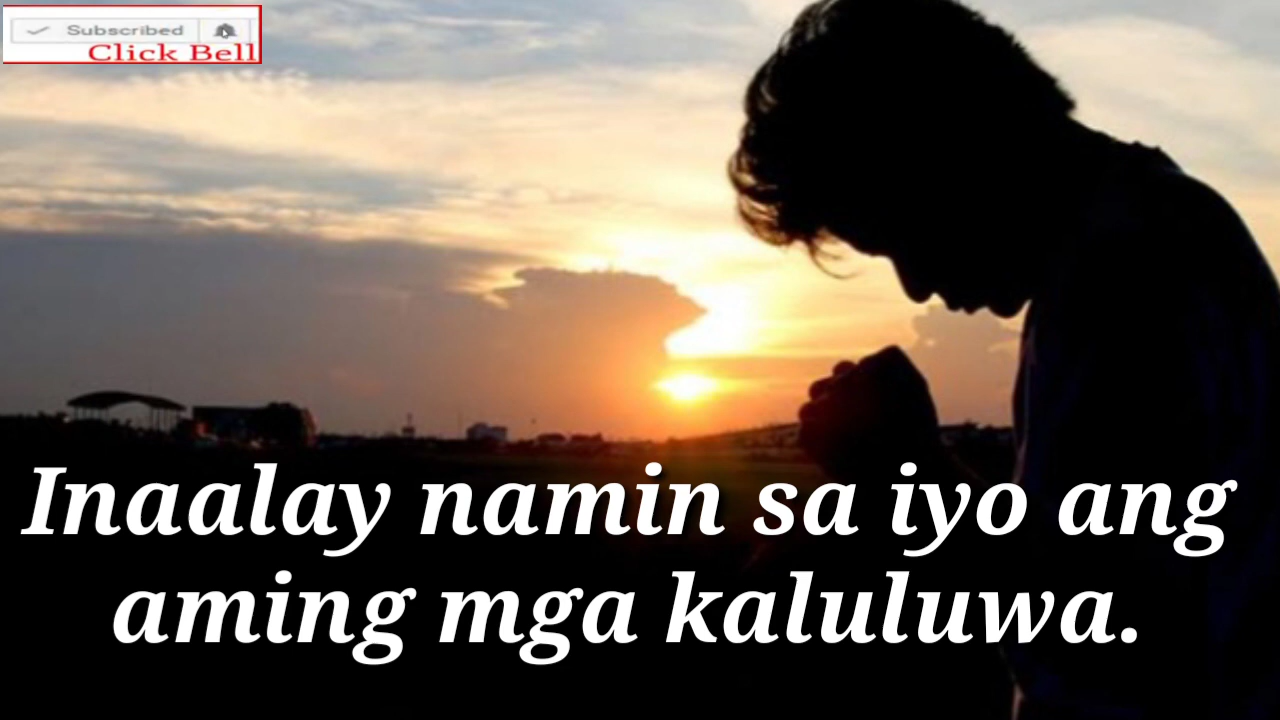 Subscribed
Click Bell
Inaalay namin sa iyo ang
aming mga kaluluwa.